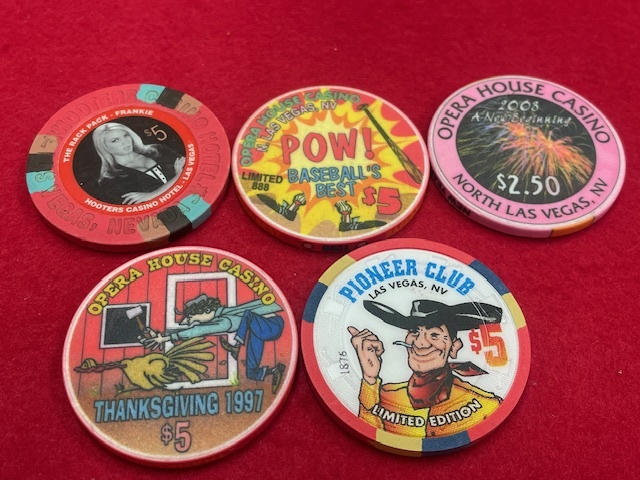 THE RACK PACK - FRANKIE
$5
HOOTERS CASINO HOTEL - LAS VEGAS
VEGAS, NEVADA
OPERA HOUSE CASINO
N. LAS VEGAS, NV
POW!
BASEBALL'S
BEST
LIMITED
888
$5
OPERA HOUSE CASINO
2008
A New Beginning
$2.50
NORTH LAS VEGAS, NV
OPERA HOUSE CASINO
THANKSGIVING 1997
$5
PIONEER CLUB
LAS VEGAS, NV
$5
1876
LIMITED EDITION